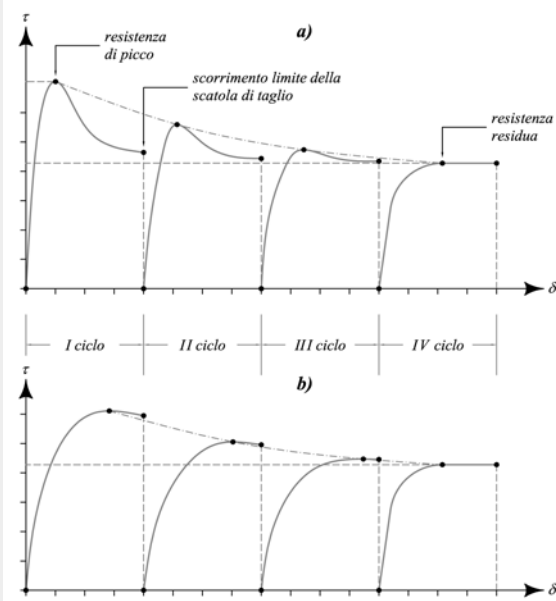 τ
a)
resistenza
di picco
scorrimento limite della
scatola di taglio
resistenza
residua
δ
I ciclo
II ciclo
III ciclo
IV ciclo
τ
b)
δ